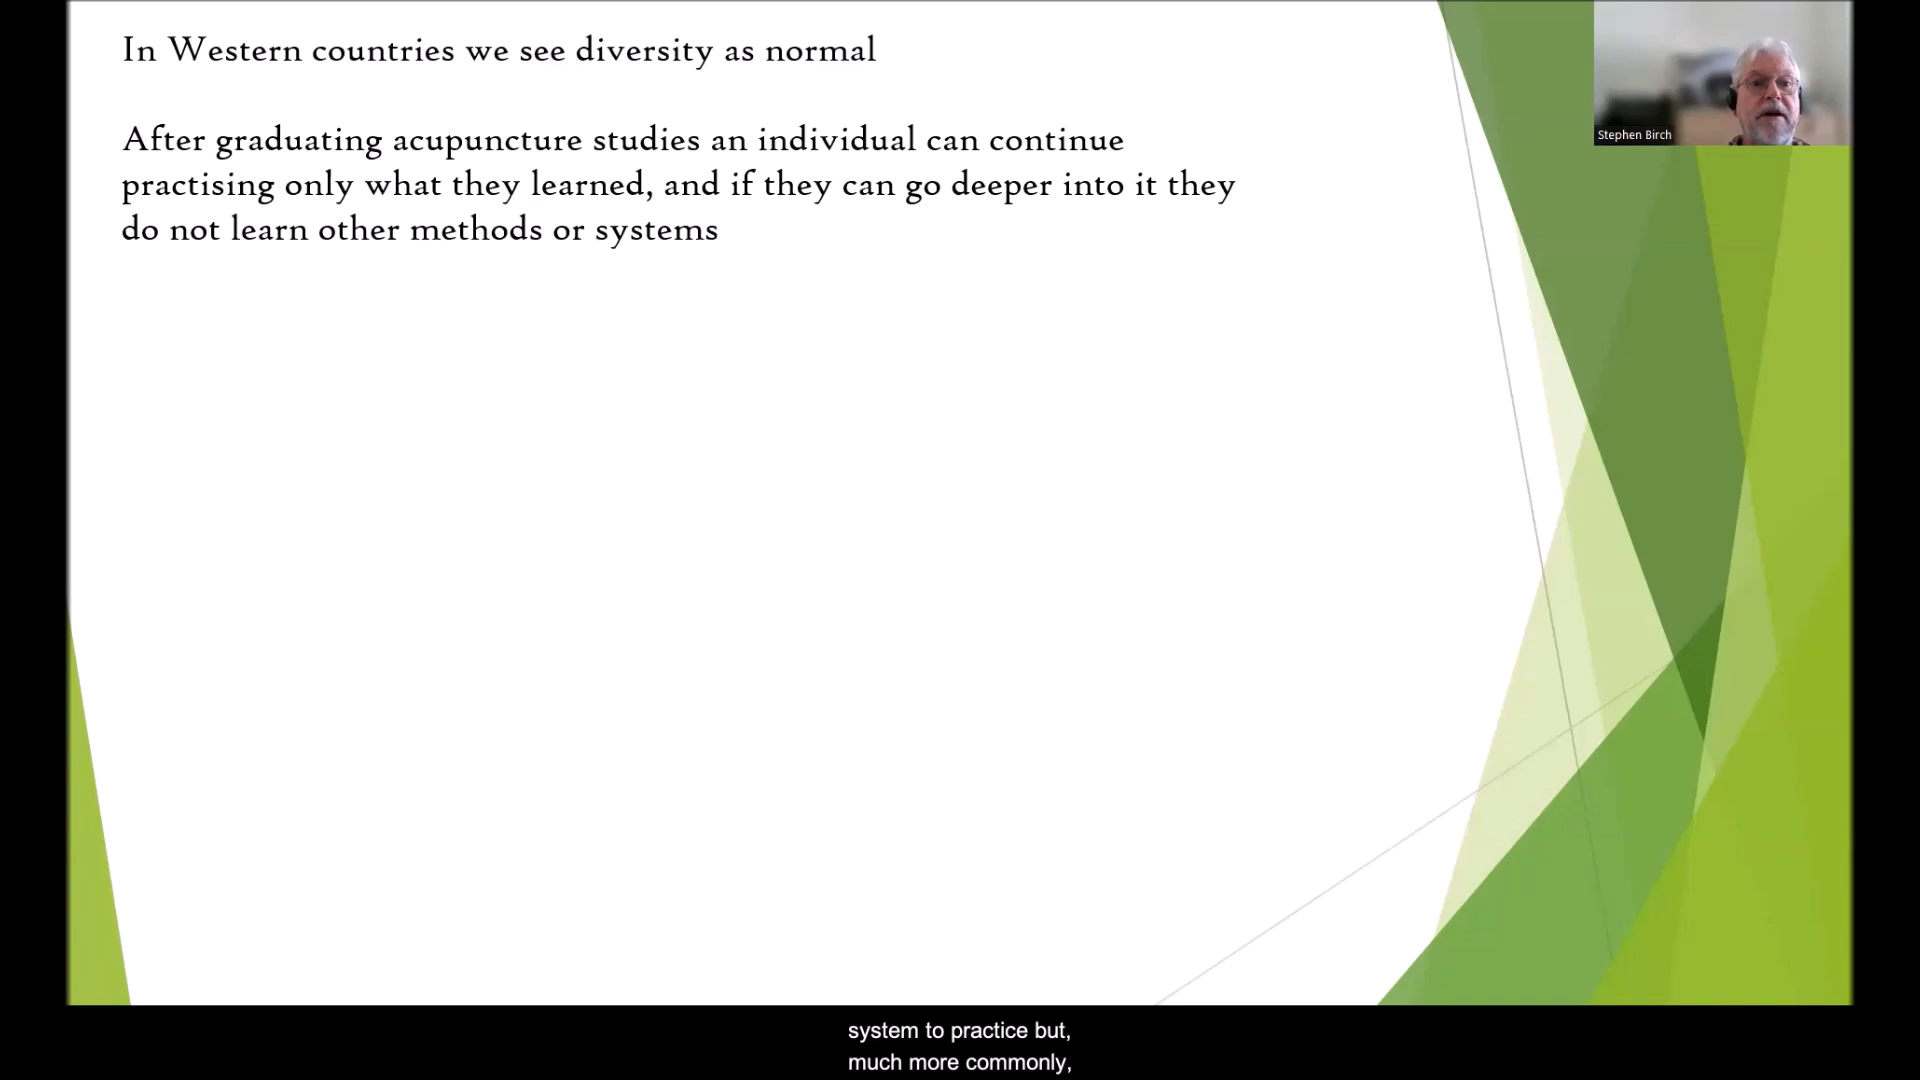 In Western countries we see diversity as normal
After graduating acupuncture studies an individual can continue
practising only what they learned, and if they can go deeper into it they
do not learn other methods or systems
Stephen Birch
system to practice but,
much more commonly,